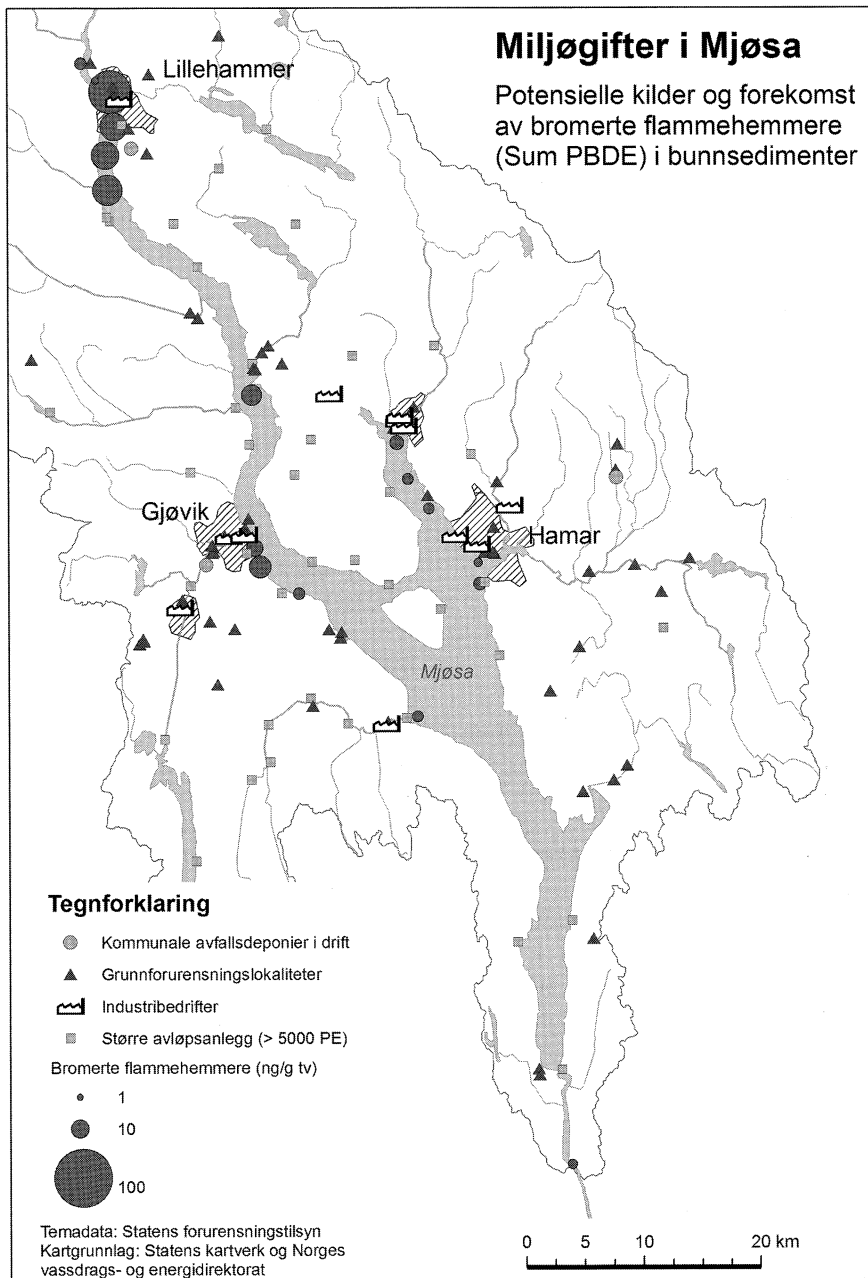 Miljøgifter i Mjøsa
Potensielle kilder og forekomst
av bromerte flammehemmere
(Sum PBDE) i bunnsedimenter
Lillehammer
Gjøvik
Hamar
Mjøsa
Tegnforklaring
Kommunale avfallsdeponier i drift
Grunnforurensningslokaliteter
Industribedrifter
Større avløpsanlegg (> 5000 PE)
Bromerte flammehemmere (ng/g tv)
1
10
100
Temadata: Statens forurensningstilsyn
Kartgrunnlag: Statens kartverk og Norges
vassdrags- og energidirektorat
0 5 10 20 km